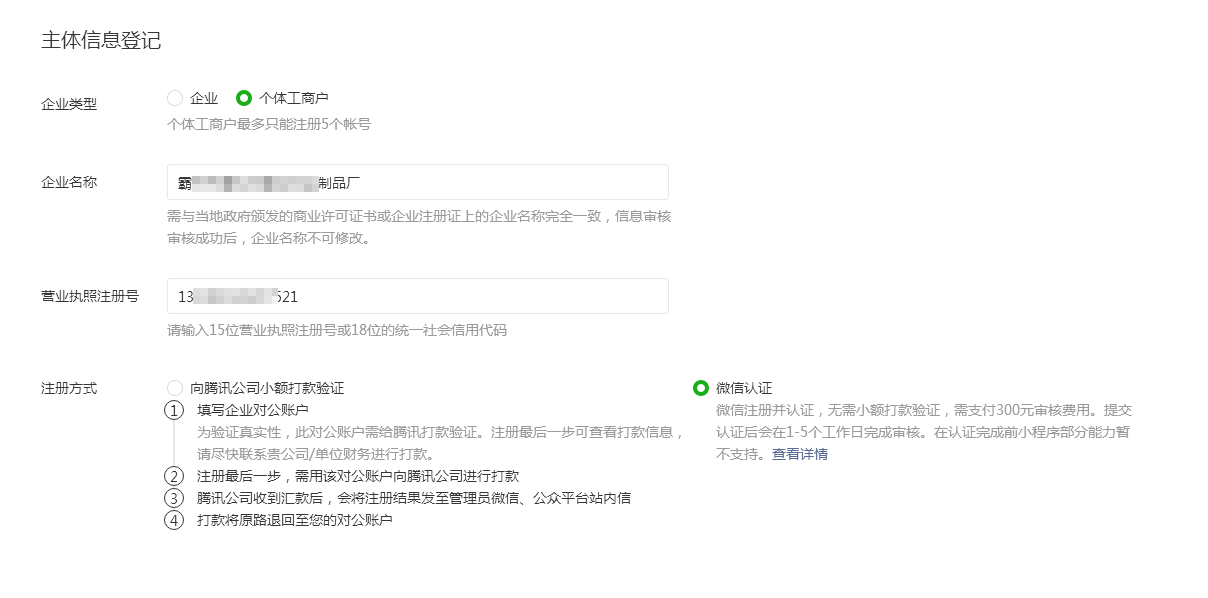 主体信息登记
企业类型
企业 个体工商户
个体工商户最多只能注册5个帐号
企业名称
霸 制品厂
需与当地政府颁发的商业许可证书或企业注册证上的企业名称完全一致，信息审核
审核成功后，企业名称不可修改。
营业执照注册号
13 521
请输入15位营业执照注册号或18位的统一社会信用代码
注册方式
向腾讯公司小额打款验证
1 填写企业对公账户
为验证真实性，此对公账户需给腾讯打款验证。注册最后一步可查看打款信息，
请尽快联系贵公司/单位财务进行打款。
2 注册最后一步，需用该对公账户向腾讯公司进行打款
3 腾讯公司收到汇款后，会将注册结果发至管理员微信、公众平台站内信
4 打款将原路退回至您的对公账户
微信认证
微信注册并认证，无需小额打款验证，需支付300元审核费用。提交
认证后会在1-5个工作日完成审核。在认证完成前小程序部分能力暂
不支持。查看详情